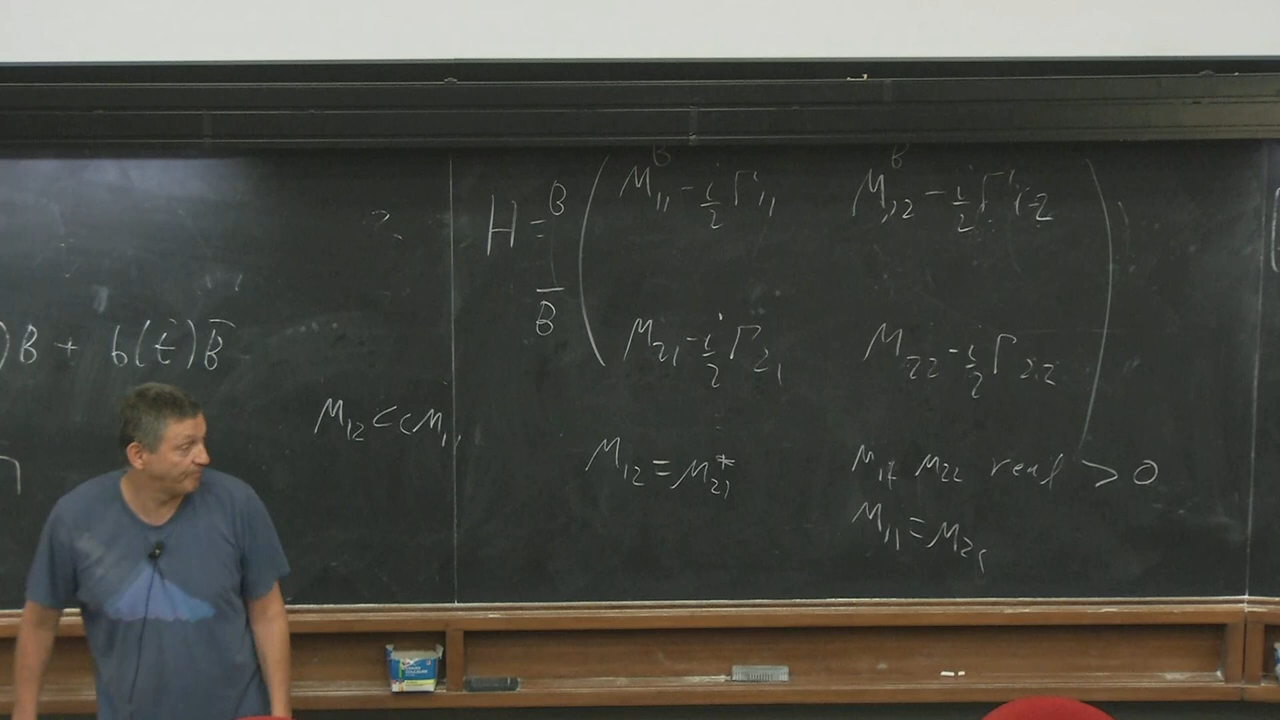 )B + b(t)B̅
M₁₂ << M₁₁
B B
H = B M₁₁ - i/2 Γ₁₁ M₁₂ - i/2 Γ₁₂
B̅ M₂₁ - i/2 Γ₂₁ M₂₂ - i/2 Γ₂₂
M₁₂ = M₂₁*
M₁₁ M₂₂ real > 0
M₁₁ = M₂₁